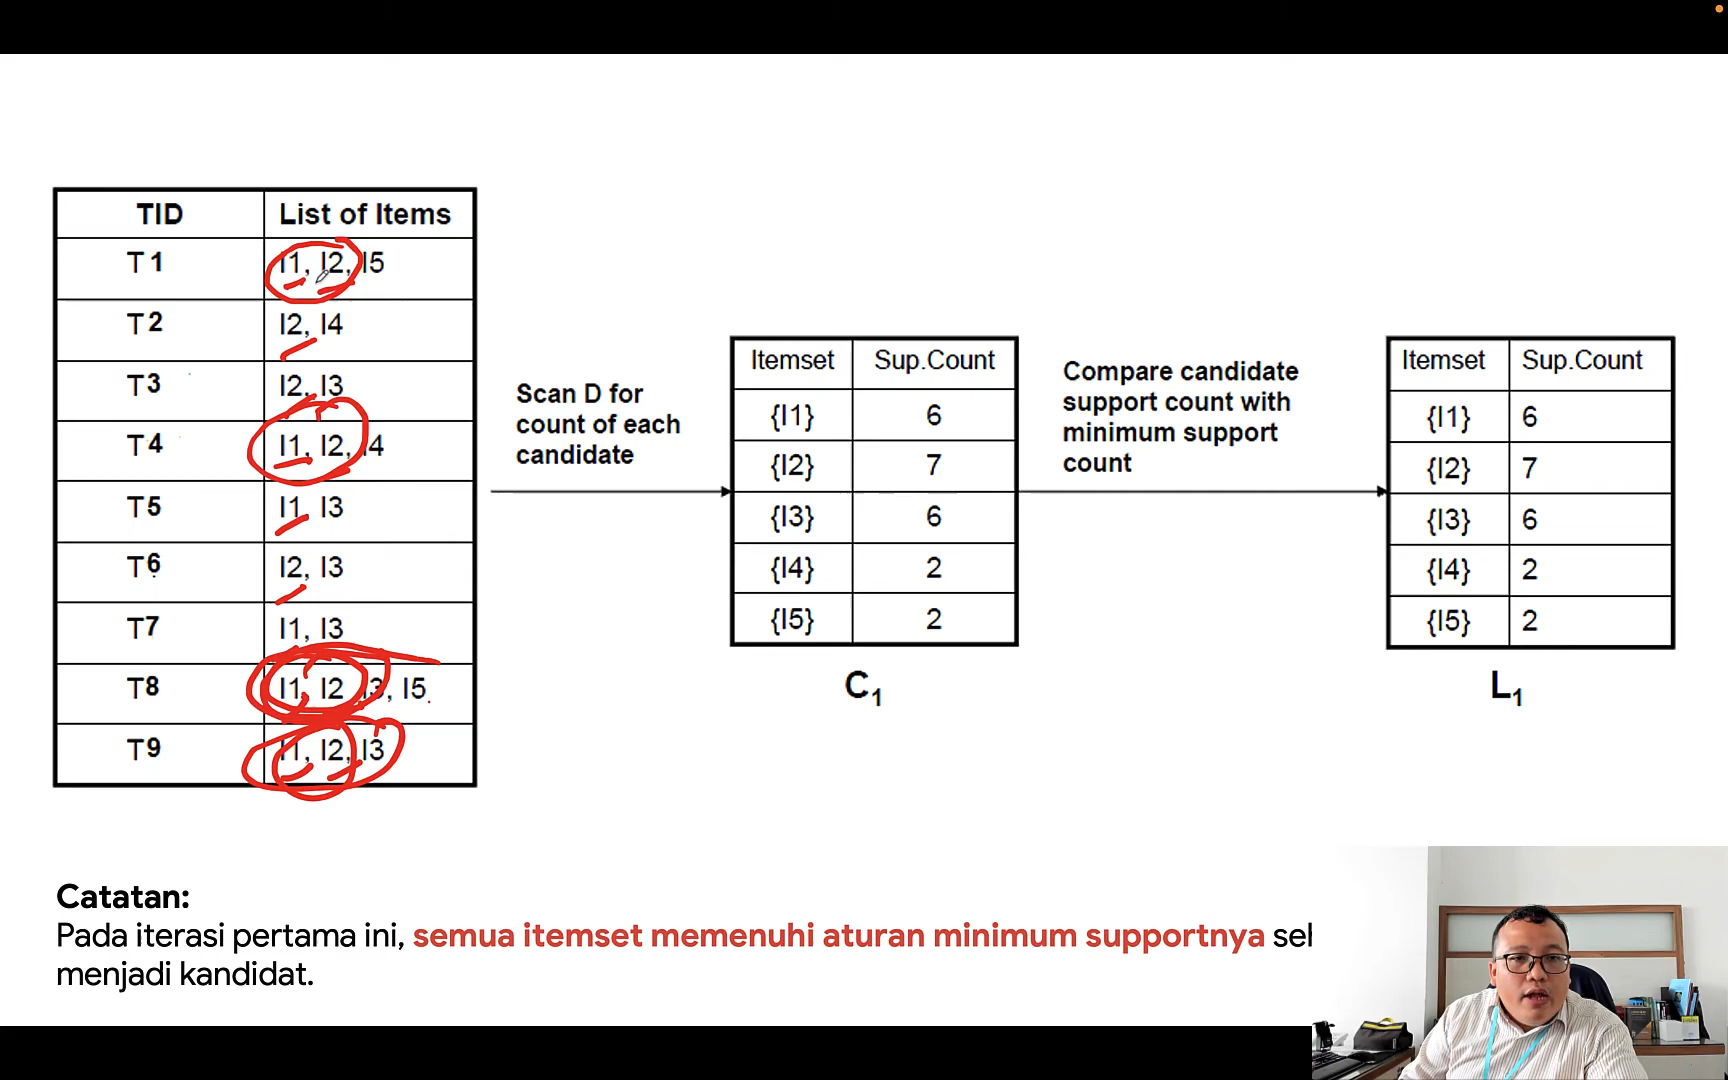 TID List of Items
T1 I1, I2, I5
T2 I2, I4
T3 I2, I3
T4 I1, I2, I4
T5 I1, I3
T6 I2, I3
T7 I1, I3
T8 I1, I2, I3, I5
T9 I1, I2, I3
Scan D for
count of each
candidate
Itemset Sup.Count
{I1} 6
{I2} 7
{I3} 6
{I4} 2
{I5} 2
C1
Compare candidate
support count with
minimum support
count
Itemset Sup.Count
{I1} 6
{I2} 7
{I3} 6
{I4} 2
{I5} 2
L1
Catatan:
Pada iterasi pertama ini, semua itemset memenuhi aturan minimum supportnya
menjadi kandidat.